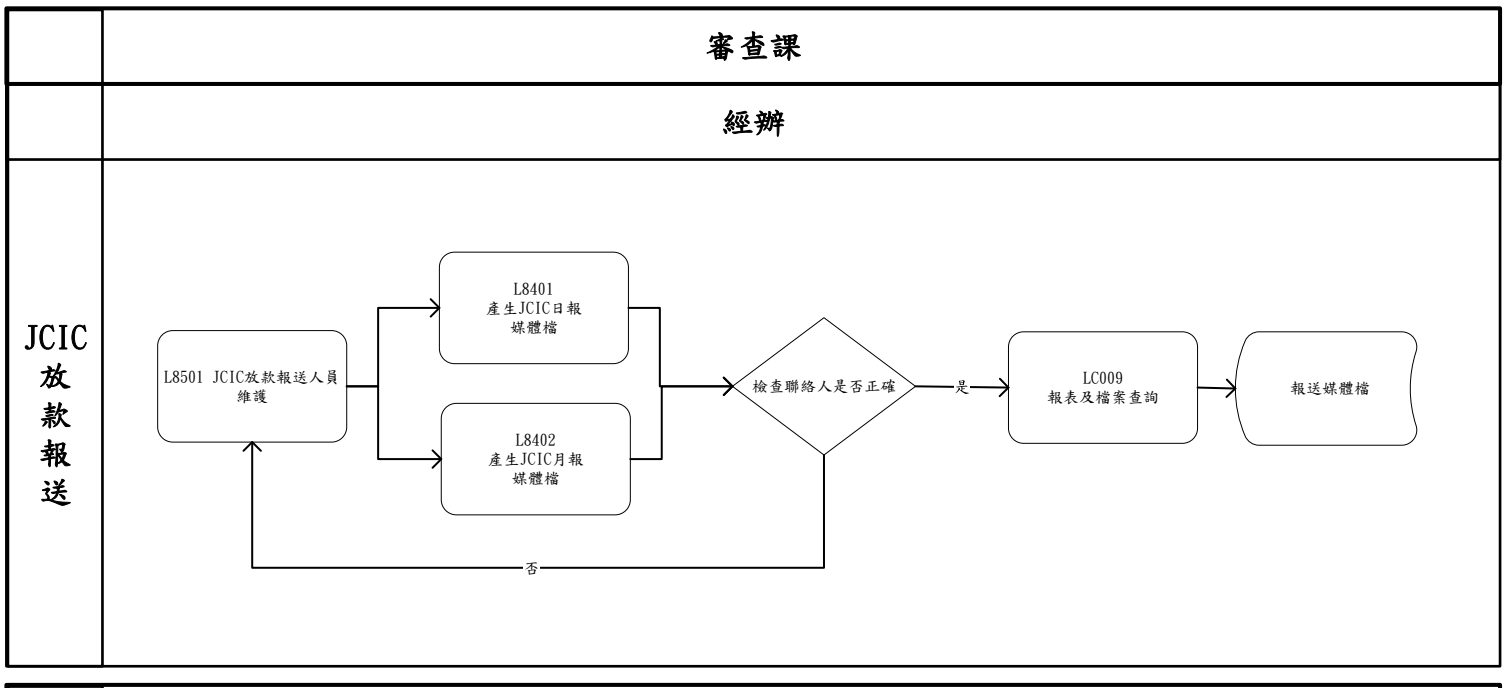 審查課
經辦
JCIC
放
款
報
送
L8501 JCIC放款報送人員
維護
L8401
產生JCIC日報
媒體檔
L8402
產生JCIC月報
媒體檔
檢查聯絡人是否正確
是
否
LC009
報表及檔案查詢
報送媒體檔